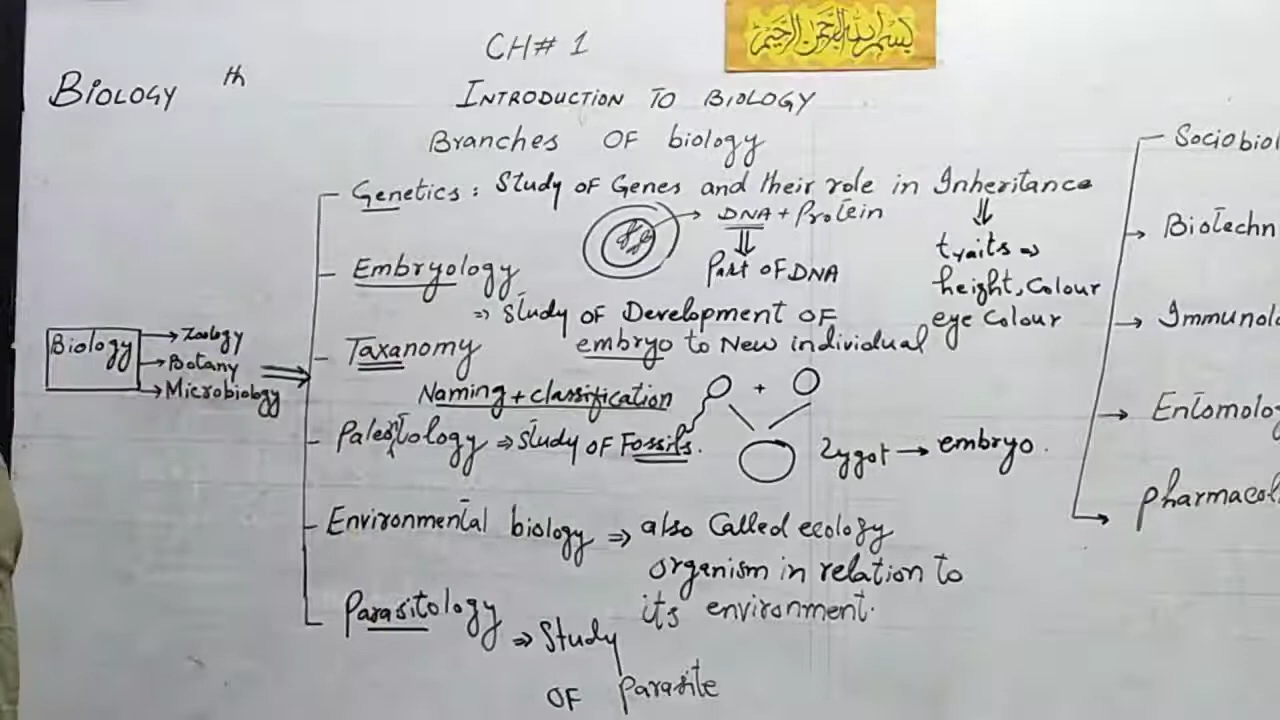 CH# 1
بسم الله الرحمن الرحيم
BIOLOGY th
INTRODUCTION TO BIOLOGY
Branches OF biology
Genetics : Study of Genes and their role in Inheritance
DNA + Protein
Part OF DNA
traits ⇒
height, Colour
eye Colour
Embryology
⇒ Study of Development OF
embryo to New individual
Taxanomy
Naming + classification
+
Zygot → embryo.
Paleontology ⇒ Study OF Fossils.
Environmental biology ⇒ also Called ecology
organism in relation to
its environment.
Parasitology ⇒ Study
OF Parasite
Biology
→ Zoology
→ Botany
→ Microbiology
Sociobiol
→ Biotechn
→ Immunolo
→ Entomolog
→ Pharmacol